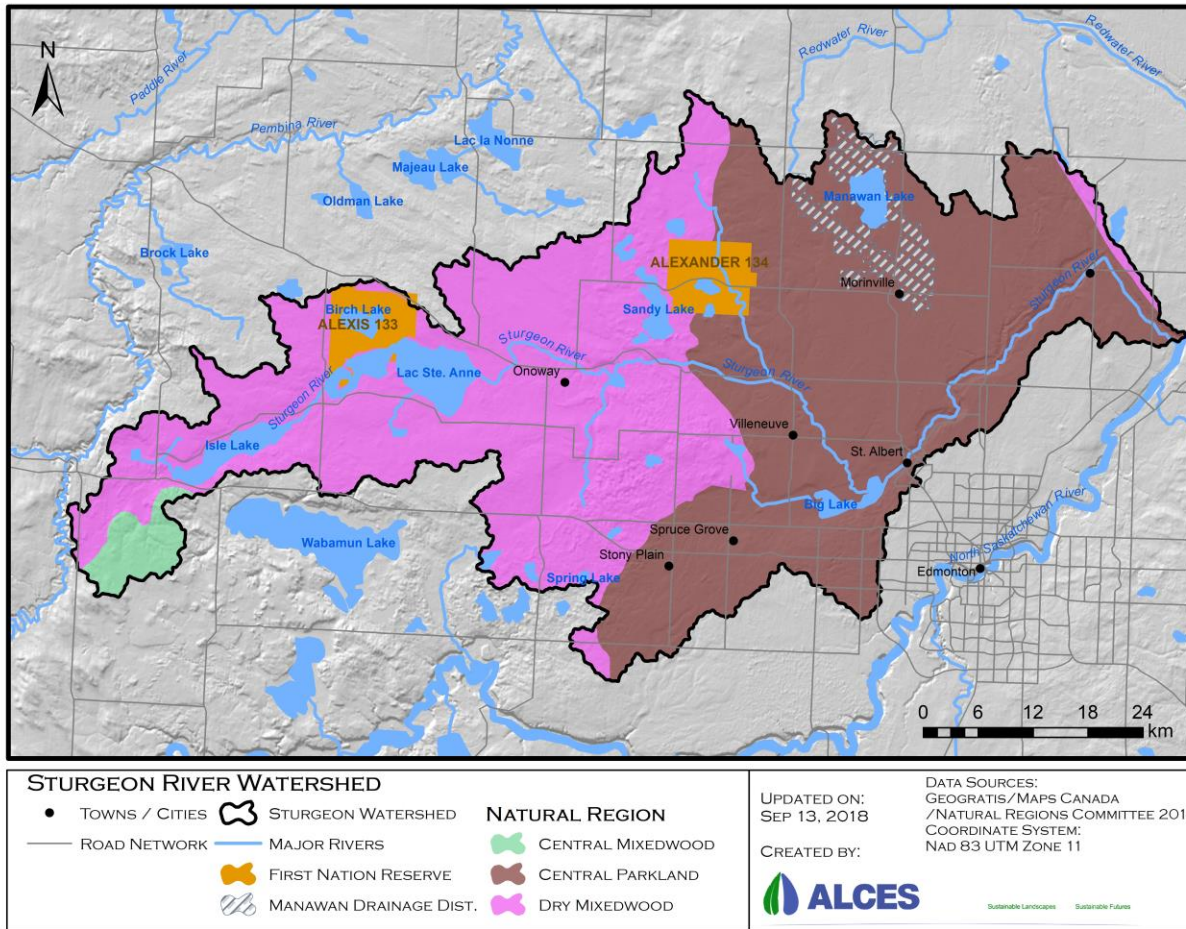 N
Paddle River
Pembina River
Redwater River
Redwater River
Lac la Nonne
Majeau Lake
Oldman Lake
Brock Lake
Manawan Lake
ALEXANDER 134
Morinville
Sturgeon River
Birch Lake
ALEXIS 133
Sandy Lake
Sturgeon River
Lac Ste. Anne
Onoway
Sturgeon River
Sturgeon River
Villeneuve
Isle Lake
St. Albert
Big Lake
Wabamun Lake
Spruce Grove
Stony Plain
Spring Lake
North Saskatchewan River
Edmonton
0 6 12 18 24
km
STURGEON RIVER WATERSHED
TOWNS / CITIES
STURGEON WATERSHED
NATURAL REGION
ROAD NETWORK
MAJOR RIVERS
CENTRAL MIXEDWOOD
FIRST NATION RESERVE
CENTRAL PARKLAND
MANAWAN DRAINAGE DIST.
DRY MIXEDWOOD
UPDATED ON:
SEP 13, 2018
CREATED BY:
DATA SOURCES:
GEOGRATIS/MAPS CANADA
/NATURAL REGIONS COMMITTEE 201
COORDINATE SYSTEM:
NAD 83 UTM ZONE 11
ALCES
Sustainable Landscapes Sustainable Futures